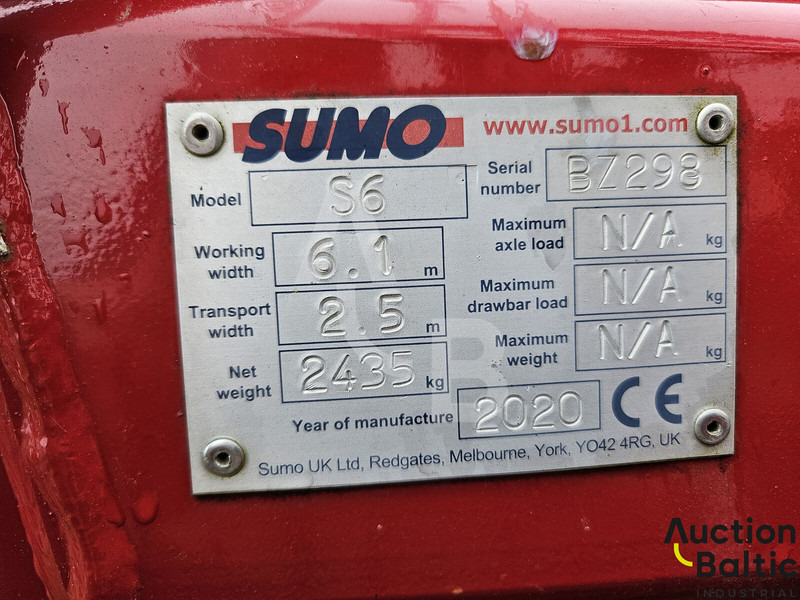 SUMO www.sumo1.com
Model S6
Serial number BZ298
Working width 6.1 m
Maximum axle load N/A kg
Transport width 2.5 m
Maximum drawbar load N/A kg
Net weight 2435 kg
Maximum weight N/A kg
Year of manufacture 2020 CE
Sumo UK Ltd, Redgates, Melbourne, York, YO42 4RG, UK
AB
Auction
Baltic
INDUSTRIAL